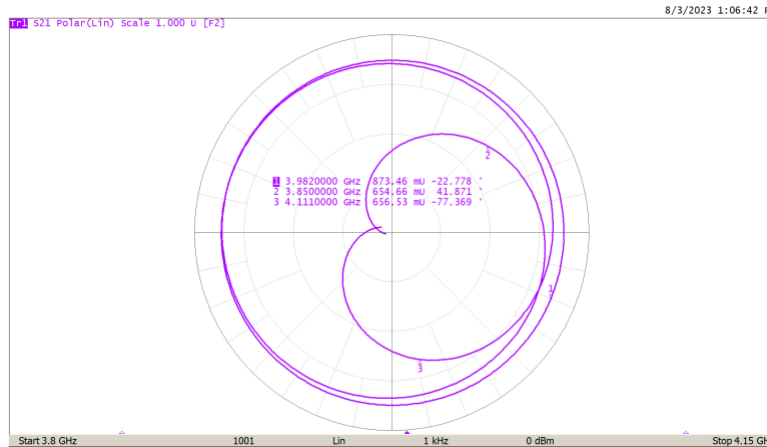 8/3/2023 1:06:42
Tr1 S21 Polar(Lin) Scale 1.000 U [F2]
1 3.9820000 GHz 873.46 mU -22.778 °
2 3.8500000 GHz 654.66 mU 41.871 °
3 4.1110000 GHz 656.53 mU -77.369 °
2
1
3
Start 3.8 GHz 1001 Lin 1 kHz 0 dBm Stop 4.15